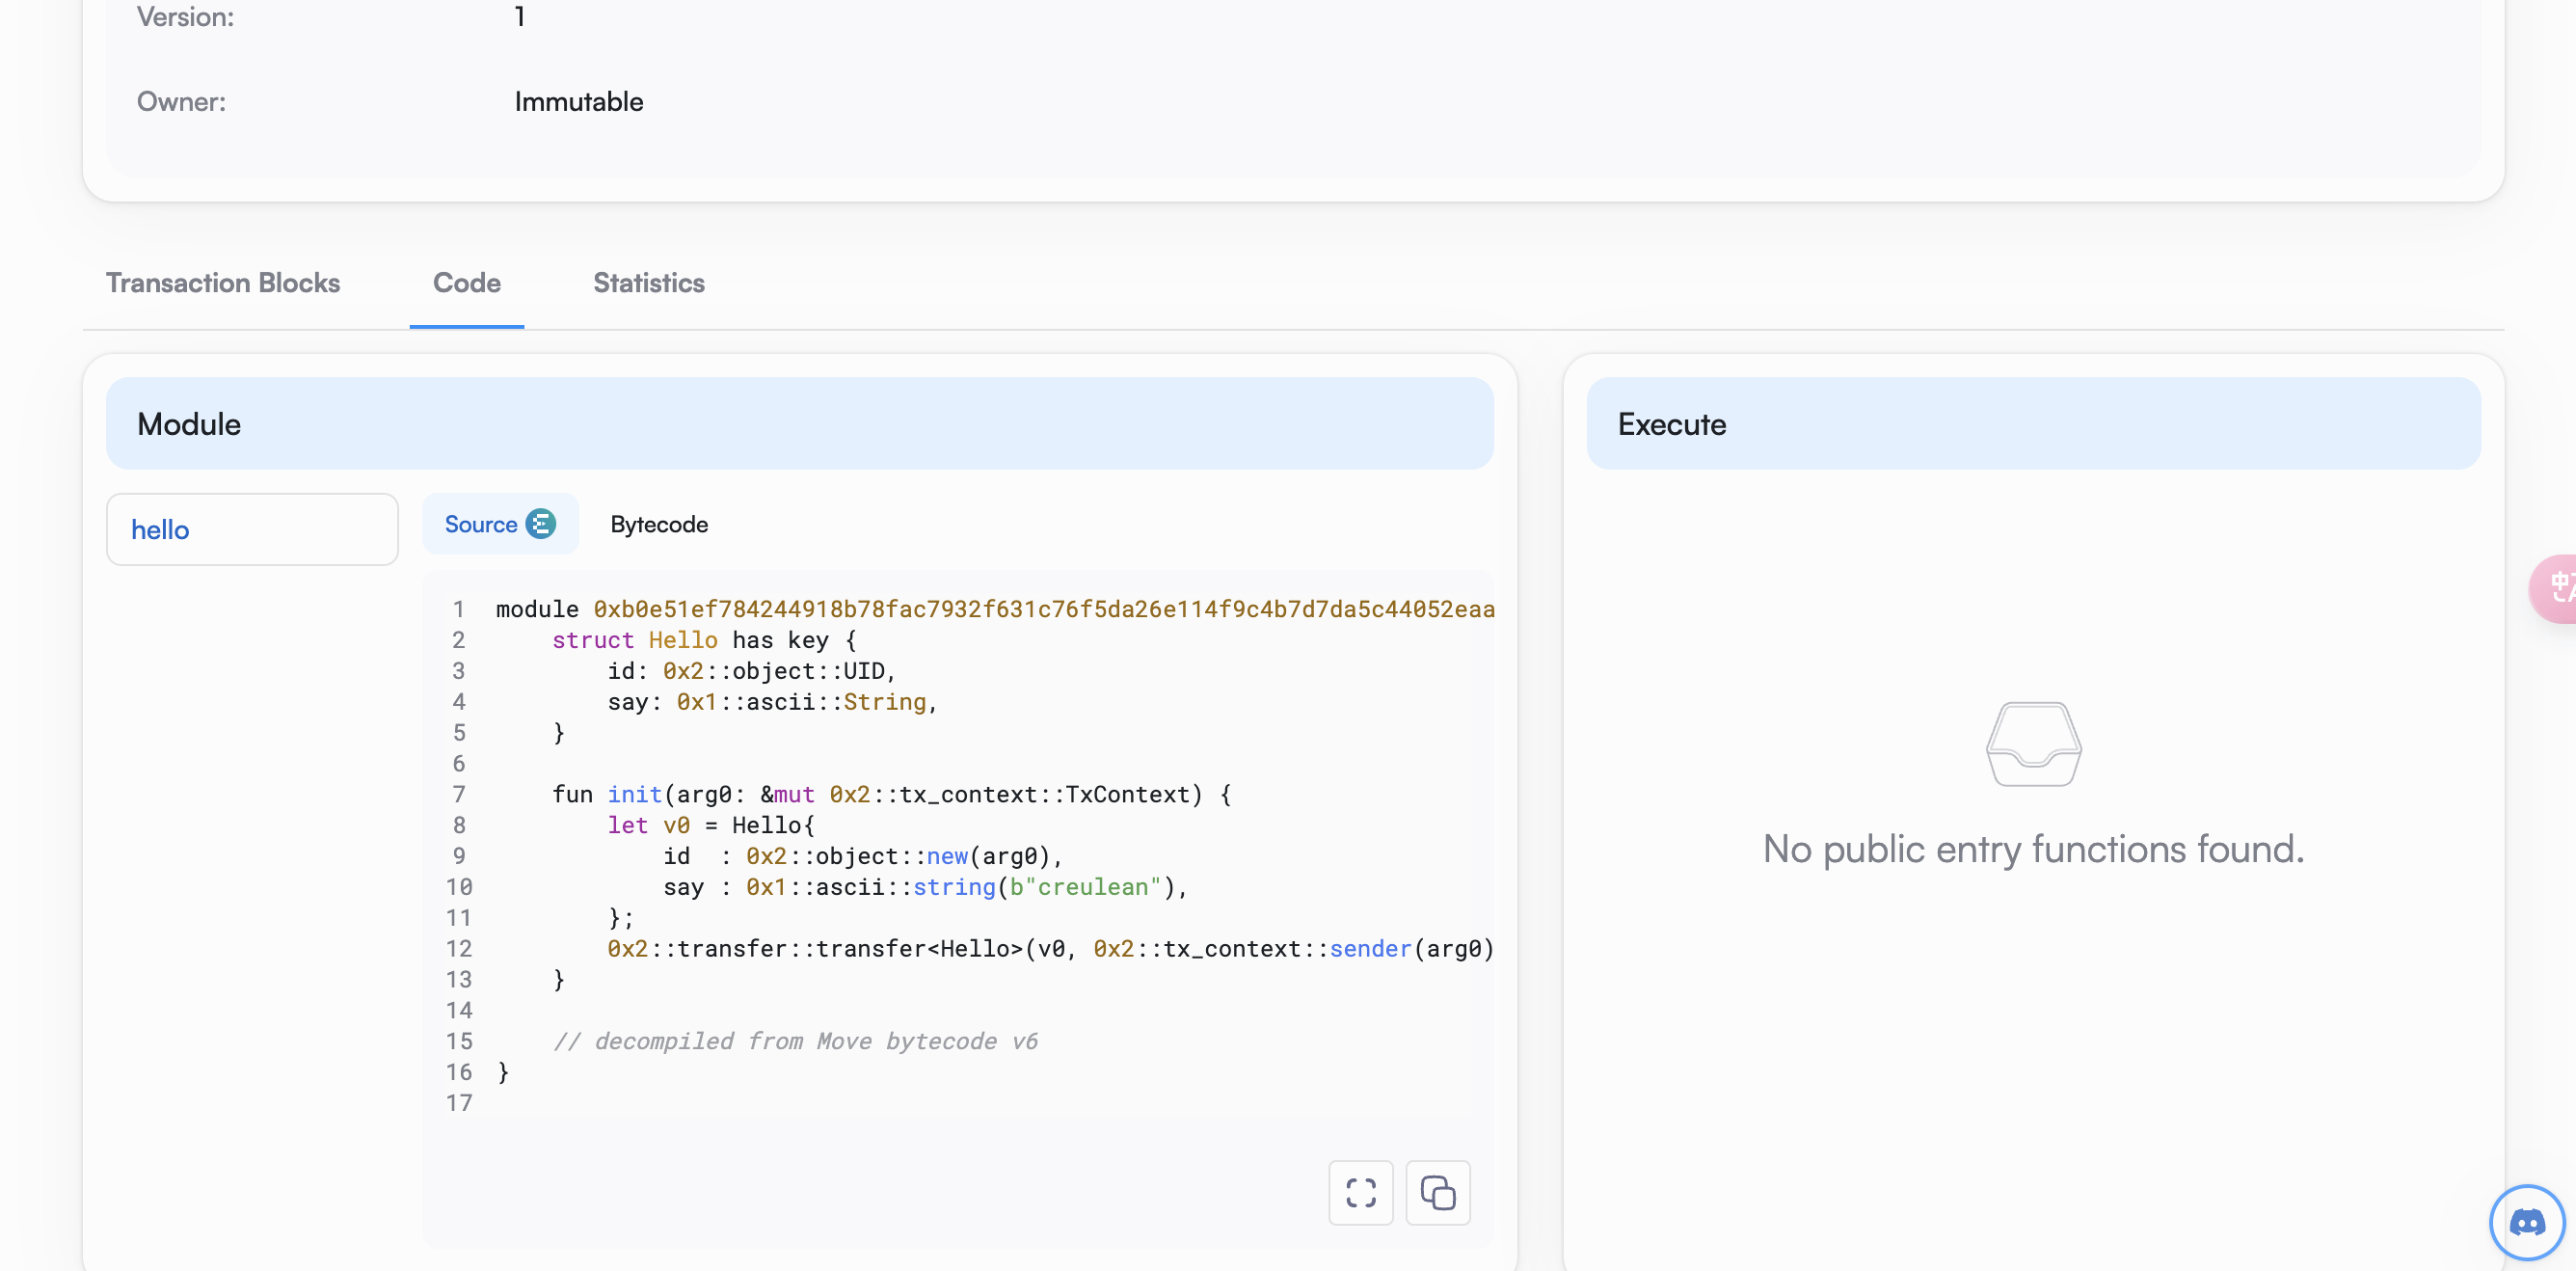 Version: 1
Owner: Immutable
Transaction Blocks Code Statistics
Module
Execute
hello
Source Bytecode
1 module 0xb0e51ef784244918b78fac7932f631c76f5da26e114f9c4b7d7da5c44052eaa
2     struct Hello has key {
3         id: 0x2::object::UID,
4         say: 0x1::ascii::String,
5     }
6
7     fun init(arg0: &mut 0x2::tx_context::TxContext) {
8         let v0 = Hello{
9             id  : 0x2::object::new(arg0),
10             say : 0x1::ascii::string(b"creulean"),
11         };
12         0x2::transfer::transfer<Hello>(v0, 0x2::tx_context::sender(arg0)
13     }
14
15     // decompiled from Move bytecode v6
16 }
17
No public entry functions found.